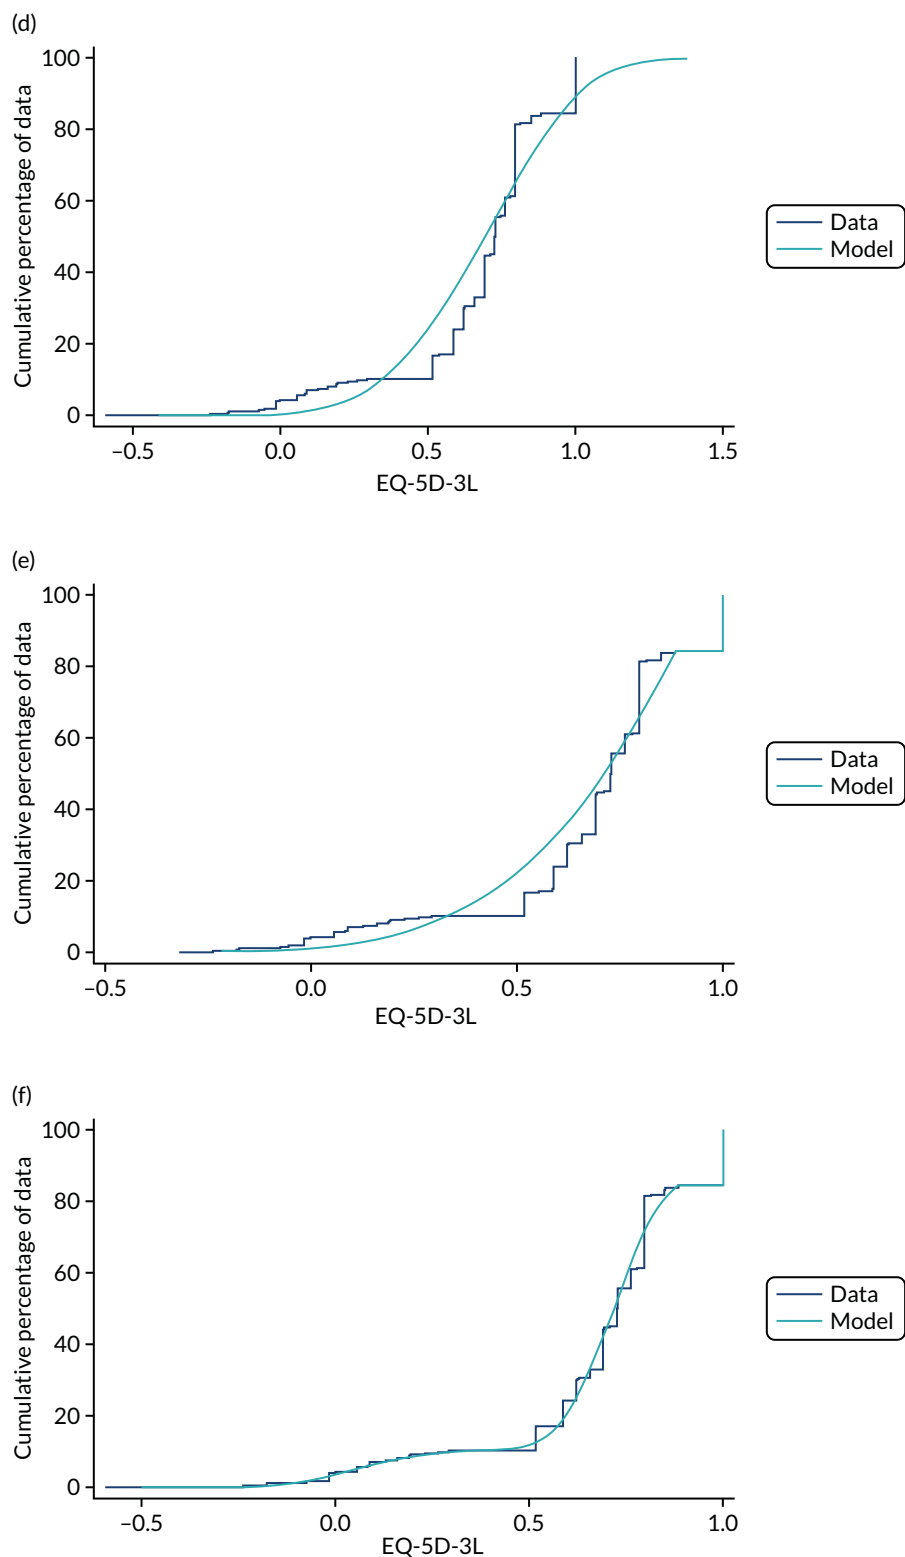 (d)
Cumulative percentage of data
100
80
60
40
20
0
−0.5 0.0 0.5 1.0 1.5
EQ-5D-3L
Data
Model
(e)
Cumulative percentage of data
100
80
60
40
20
0
−0.5 0.0 0.5 1.0
EQ-5D-3L
Data
Model
(f)
Cumulative percentage of data
100
80
60
40
20
0
−0.5 0.0 0.5 1.0
EQ-5D-3L
Data
Model